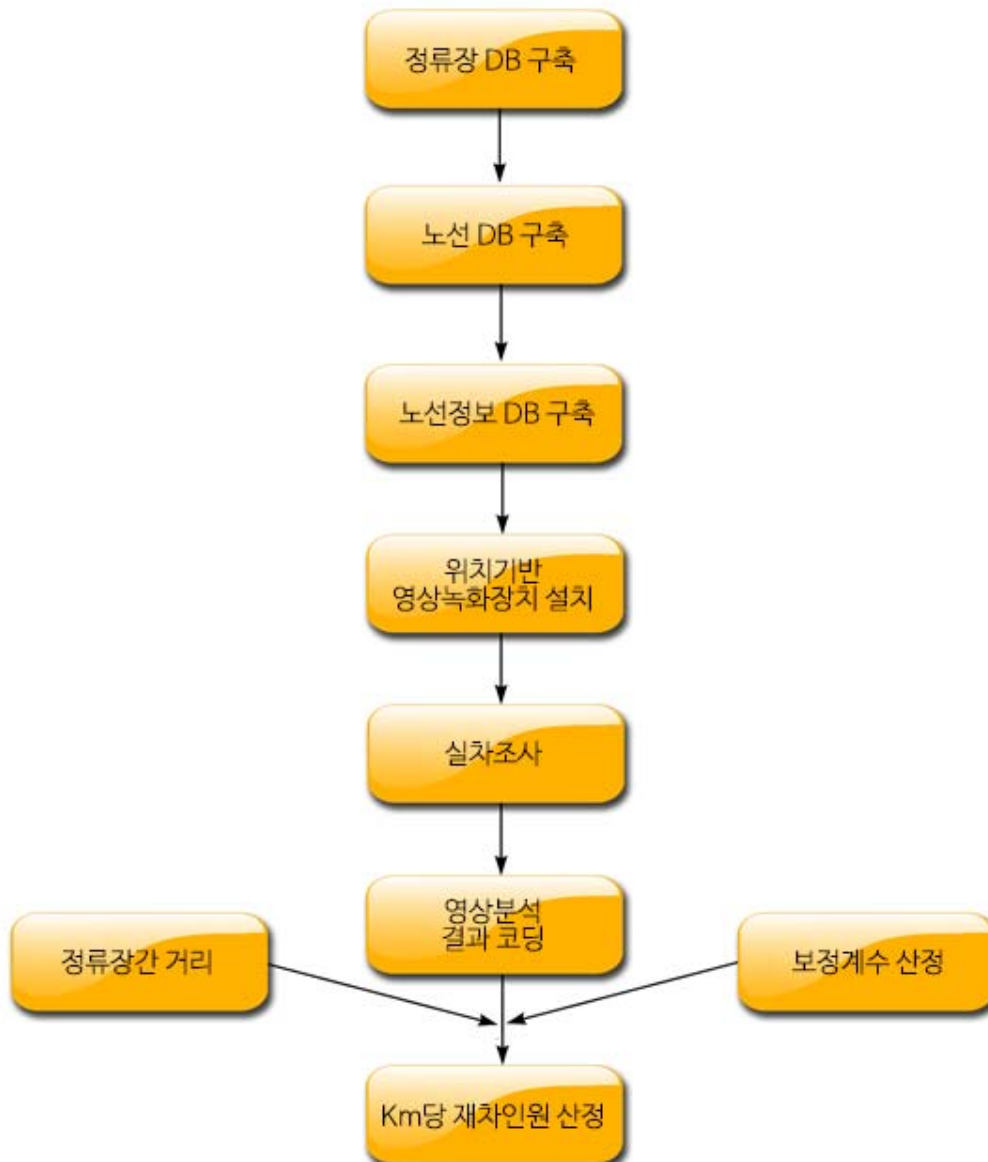 정류장 DB 구축
노선 DB 구축
노선정보 DB 구축
위치기반
영상녹화장치 설치
실차조사
영상분석
결과 코딩
정류장간 거리
보정계수 산정
Km당 재차인원 산정